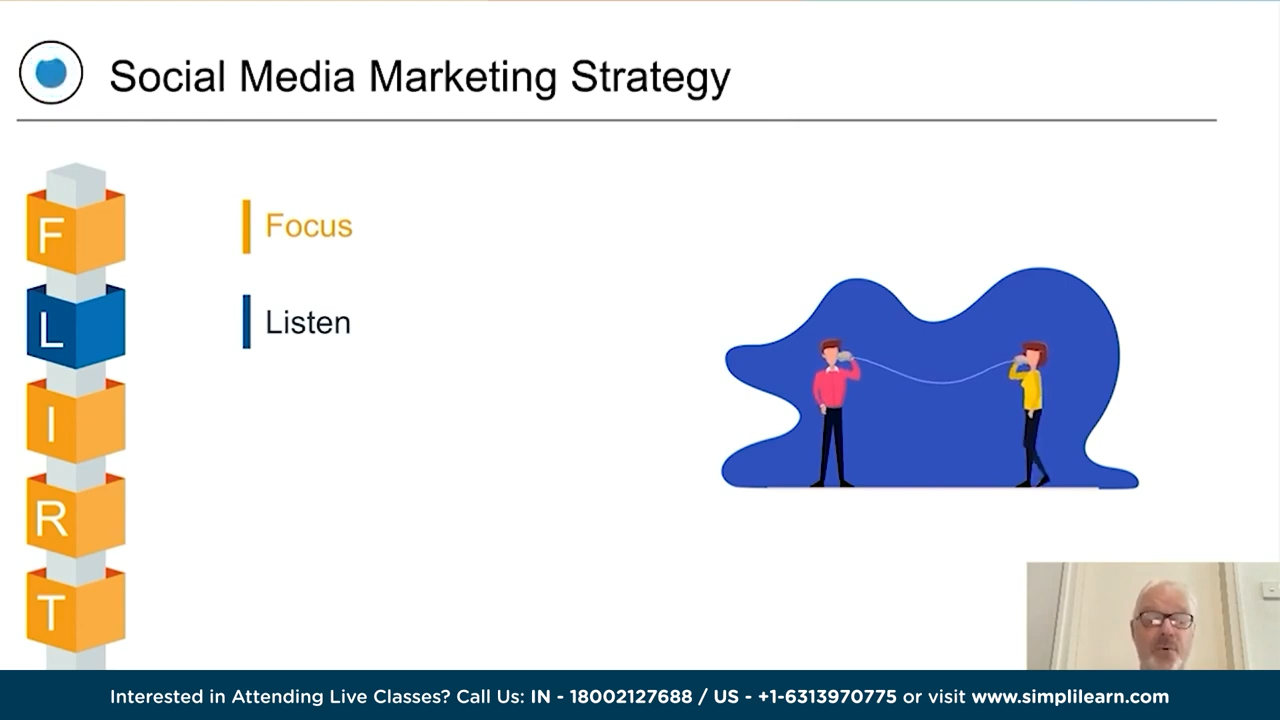 Social Media Marketing Strategy
F
Focus
L
Listen
I
R
T
Interested in Attending Live Classes? Call Us: IN - 18002127688 / US - +1-6313970775 or visit www.simplilearn.com